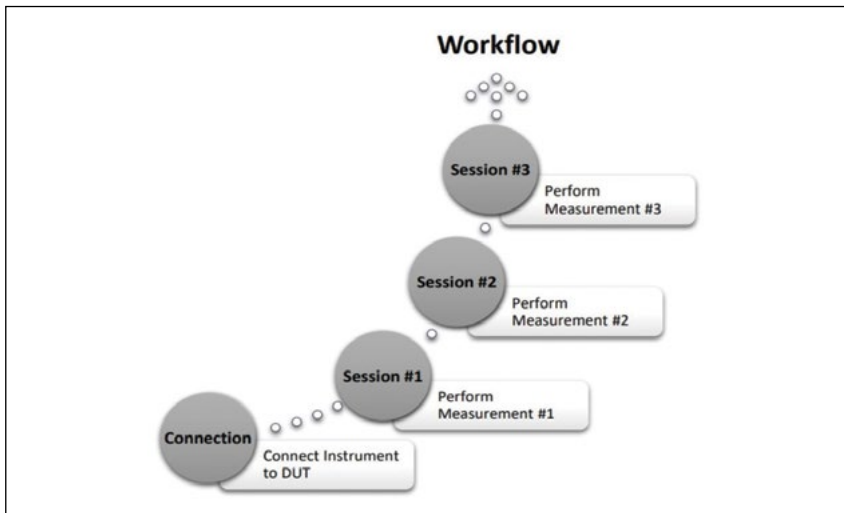 Workflow
Session #3
Perform
Measurement #3
Session #2
Perform
Measurement #2
Session #1
Perform
Measurement #1
Connection
Connect Instrument
to DUT